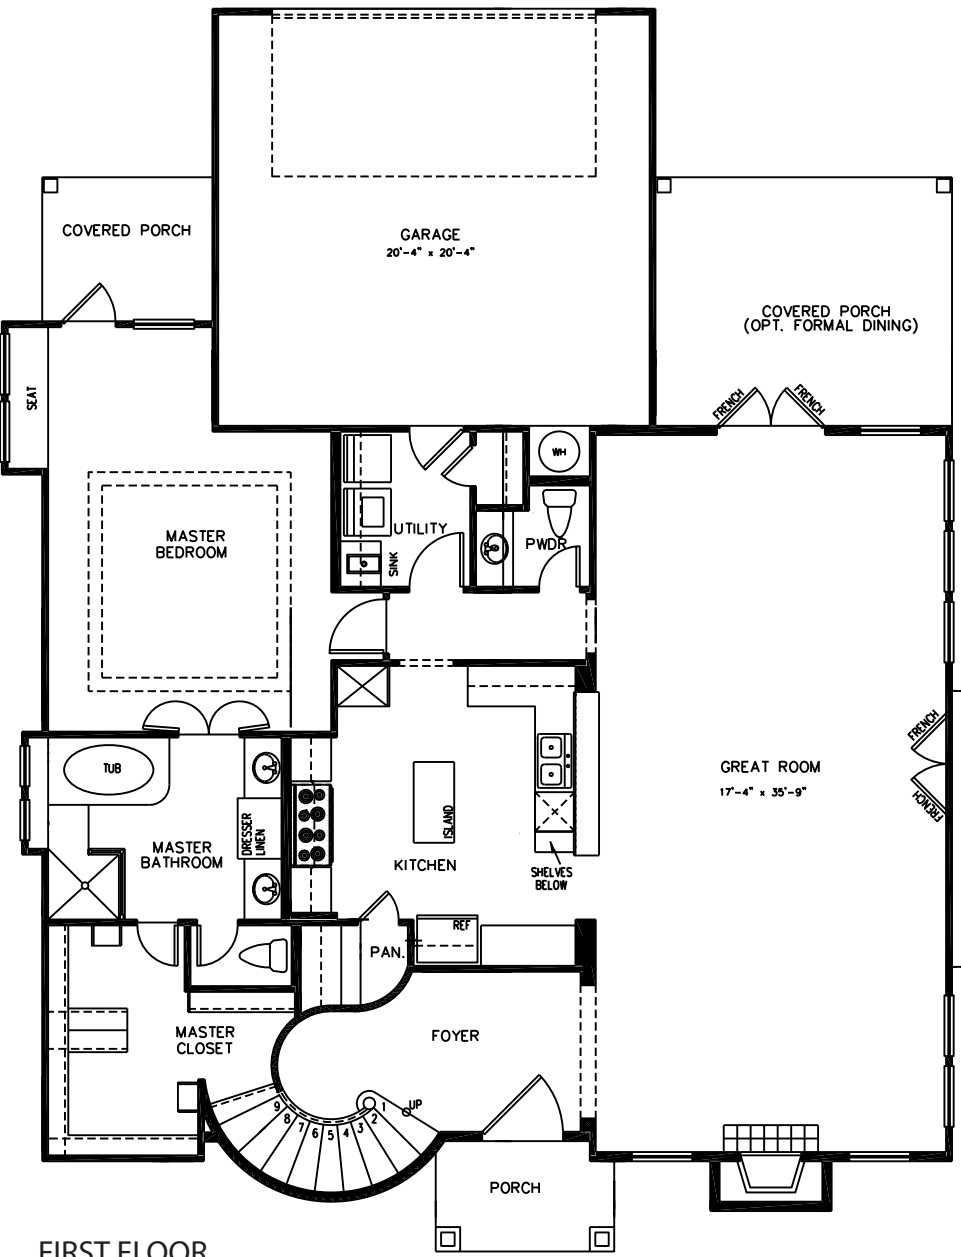 COVERED PORCH
GARAGE
20'-4" x 20'-4"
COVERED PORCH
(OPT. FORMAL DINING)
SEAT
FRENCH
FRENCH
WH
MASTER
BEDROOM
UTILITY
SINK
PWDR
TUB
DRESSER
LINEN
MASTER
BATHROOM
ISLAND
KITCHEN
SHELVES
BELOW
GREAT ROOM
17'-4" x 35'-9"
FRENCH
FRENCH
REF
PAN.
MASTER
CLOSET
FOYER
UP
1
2
3
4
5
6
7
8
9
PORCH
FIRST FLOOR